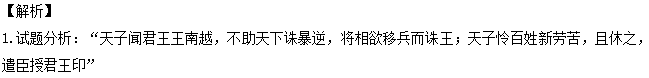 【解析】
1.试题分析：“天子闻君王王南越，不助天下诛暴逆，将相欲移兵而诛王；天子怜百姓新劳苦，且休之，
遣臣授君王印”